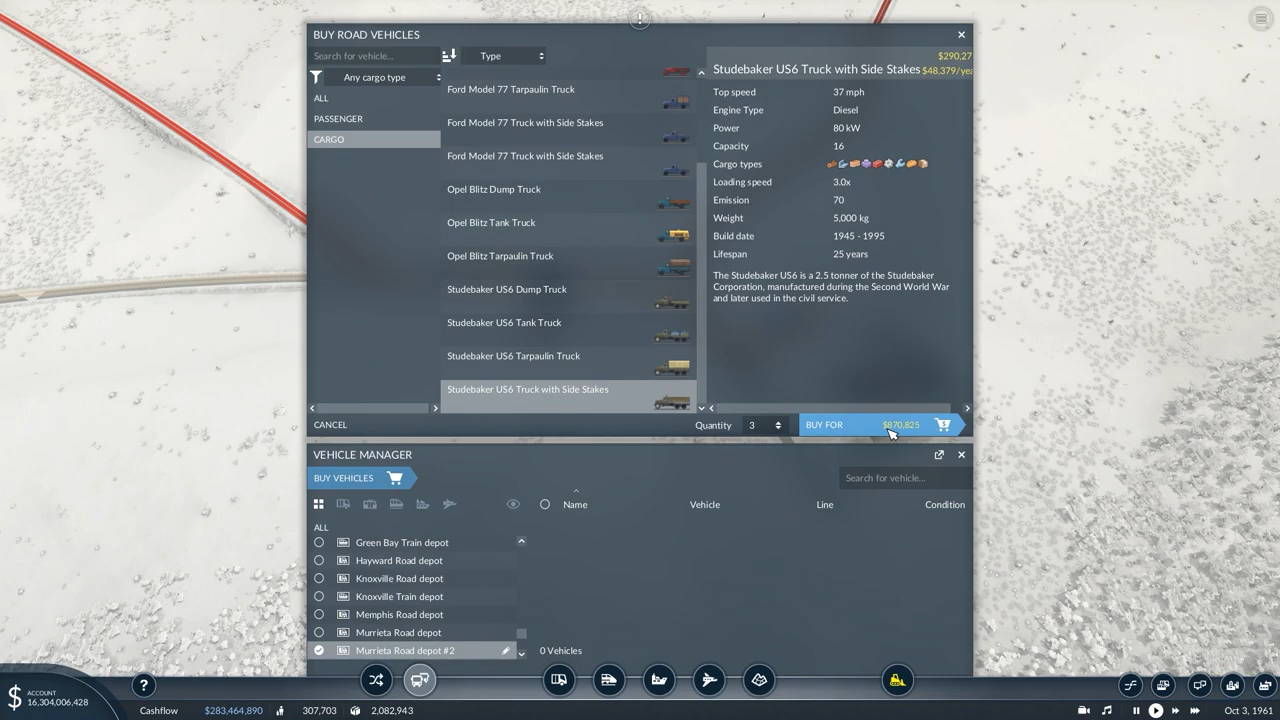 BUY ROAD VEHICLES
Search for vehicle...
Type
Any cargo type
ALL
PASSENGER
CARGO
Ford Model 77 Tarpaulin Truck
Ford Model 77 Truck with Side Stakes
Ford Model 77 Truck with Side Stakes
Opel Blitz Dump Truck
Opel Blitz Tank Truck
Opel Blitz Tarpaulin Truck
Studebaker US6 Dump Truck
Studebaker US6 Tank Truck
Studebaker US6 Tarpaulin Truck
Studebaker US6 Truck with Side Stakes
$290,27
Studebaker US6 Truck with Side Stakes $48,379/yea
Top speed 37 mph
Engine Type Diesel
Power 80 kW
Capacity 16
Cargo types
Loading speed 3.0x
Emission 70
Weight 5,000 kg
Build date 1945 - 1995
Lifespan 25 years
The Studebaker US6 is a 2.5 tonner of the Studebaker
Corporation, manufactured during the Second World War
and later used in the civil service.
CANCEL
Quantity 3
BUY FOR $870,825
VEHICLE MANAGER
BUY VEHICLES
Search for vehicle...
Name Vehicle Line Condition
ALL
Green Bay Train depot
Hayward Road depot
Knoxville Road depot
Knoxville Train depot
Memphis Road depot
Murrieta Road depot
Murrieta Road depot #2
0 Vehicles
$ ACCOUNT
16,304,006,428
?
Cashflow $283,464,890 307,703 2,082,943
Oct 3, 1961